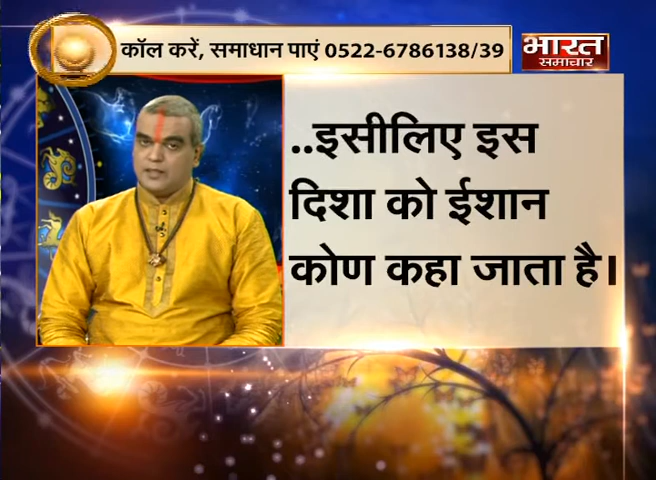 कॉल करें, समाधान पाएं 0522-6786138/39
भारत
समाचार
..इसीलिए इस
दिशा को ईशान
कोण कहा जाता है।